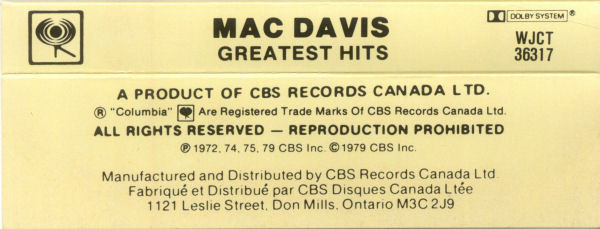 MAC DAVIS
GREATEST HITS
DOLBY SYSTEM ®
WJCT
36317
A PRODUCT OF CBS RECORDS CANADA LTD.
® "Columbia" Are Registered Trade Marks Of CBS Records Canada Ltd.
ALL RIGHTS RESERVED — REPRODUCTION PROHIBITED
℗ 1972, 74, 75, 79 CBS Inc. © 1979 CBS Inc.
Manufactured and Distributed by CBS Records Canada Ltd.
Fabriqué et Distribué par CBS Disques Canada Ltée
1121 Leslie Street, Don Mills, Ontario M3C 2J9